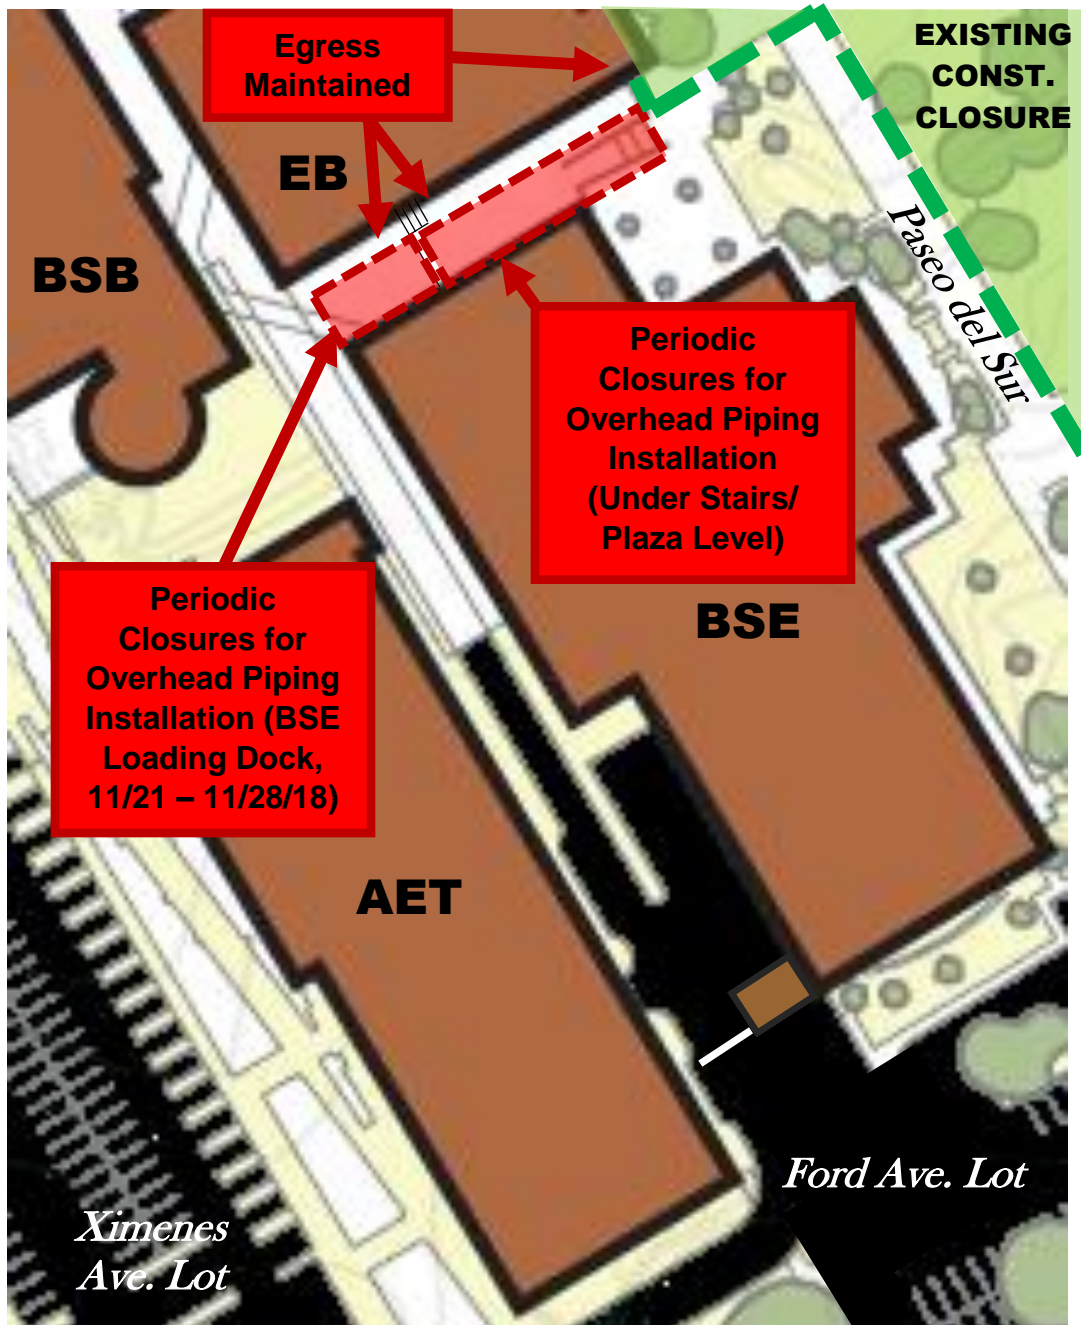 Egress
Maintained
EXISTING
CONST.
CLOSURE
EB
BSB
Paseo del Sur
Periodic
Closures for
Overhead Piping
Installation
(Under Stairs/
Plaza Level)
Periodic
Closures for
Overhead Piping
Installation (BSE
Loading Dock,
11/21 – 11/28/18)
BSE
AET
Ford Ave. Lot
Ximenes
Ave. Lot